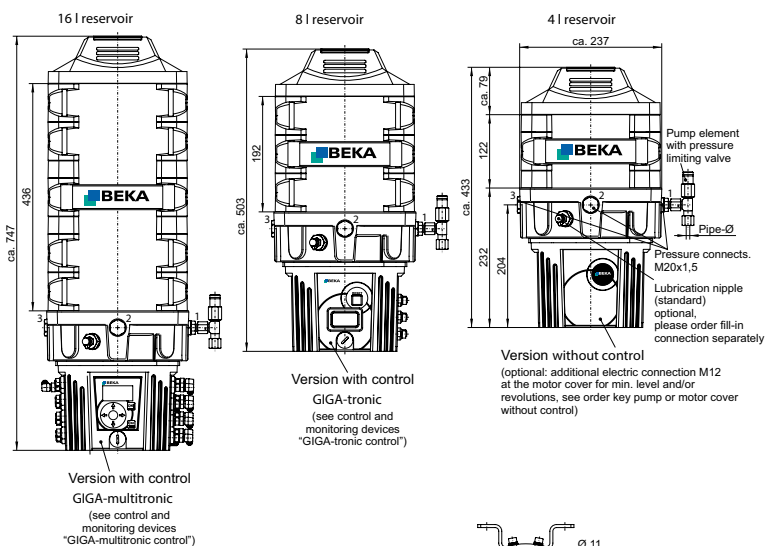 16 l reservoir
8 l reservoir
4 l reservoir
ca. 237
ca. 79
122
ca. 433
232
204
BEKA
Pump element
with pressure
limiting valve
3
2
1
Pipe-Ø
BEKA
Pressure connects.
M20x1,5
Lubrication nipple
(standard)
optional,
please order fill-in
connection separately
Version without control
(optional: additional electric connection M12
at the motor cover for min. level and/or
revolutions, see order key pump or motor cover
without control)
192
ca. 503
BEKA
3
2
1
BEKA
Version with control
GIGA-tronic
(see control and
monitoring devices
"GIGA-tronic control")
436
ca. 747
BEKA
3
2
1
BEKA
Version with control
GIGA-multitronic
(see control and
monitoring devices
"GIGA-multitronic control")
Ø 11